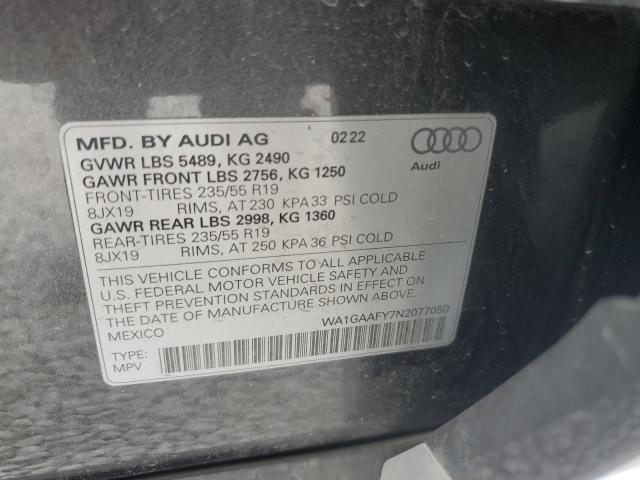 MFD. BY AUDI AG 0222
GVWR LBS 5489, KG 2490
Audi
GAWR FRONT LBS 2756, KG 1250
FRONT-TIRES 235/55 R19
8JX19 RIMS, AT 230 KPA 33 PSI COLD
GAWR REAR LBS 2998, KG 1360
REAR-TIRES 235/55 R19
8JX19 RIMS, AT 250 KPA 36 PSI COLD
THIS VEHICLE CONFORMS TO ALL APPLICABLE
U.S. FEDERAL MOTOR VEHICLE SAFETY AND
THEFT PREVENTION STANDARDS IN EFFECT ON
THE DATE OF MANUFACTURE SHOWN ABOVE.
MEXICO WA1GAAFY7N2077050
TYPE:
MPV